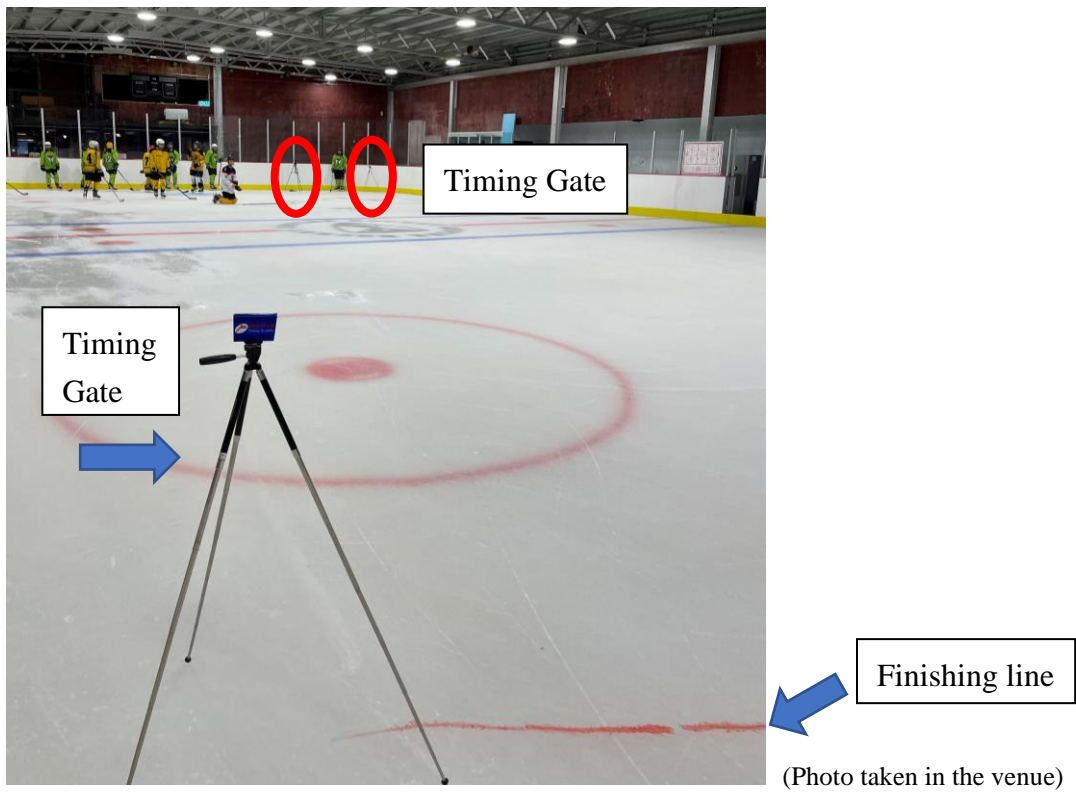 Timing Gate
Timing
Gate
Finishing line
(Photo taken in the venue)